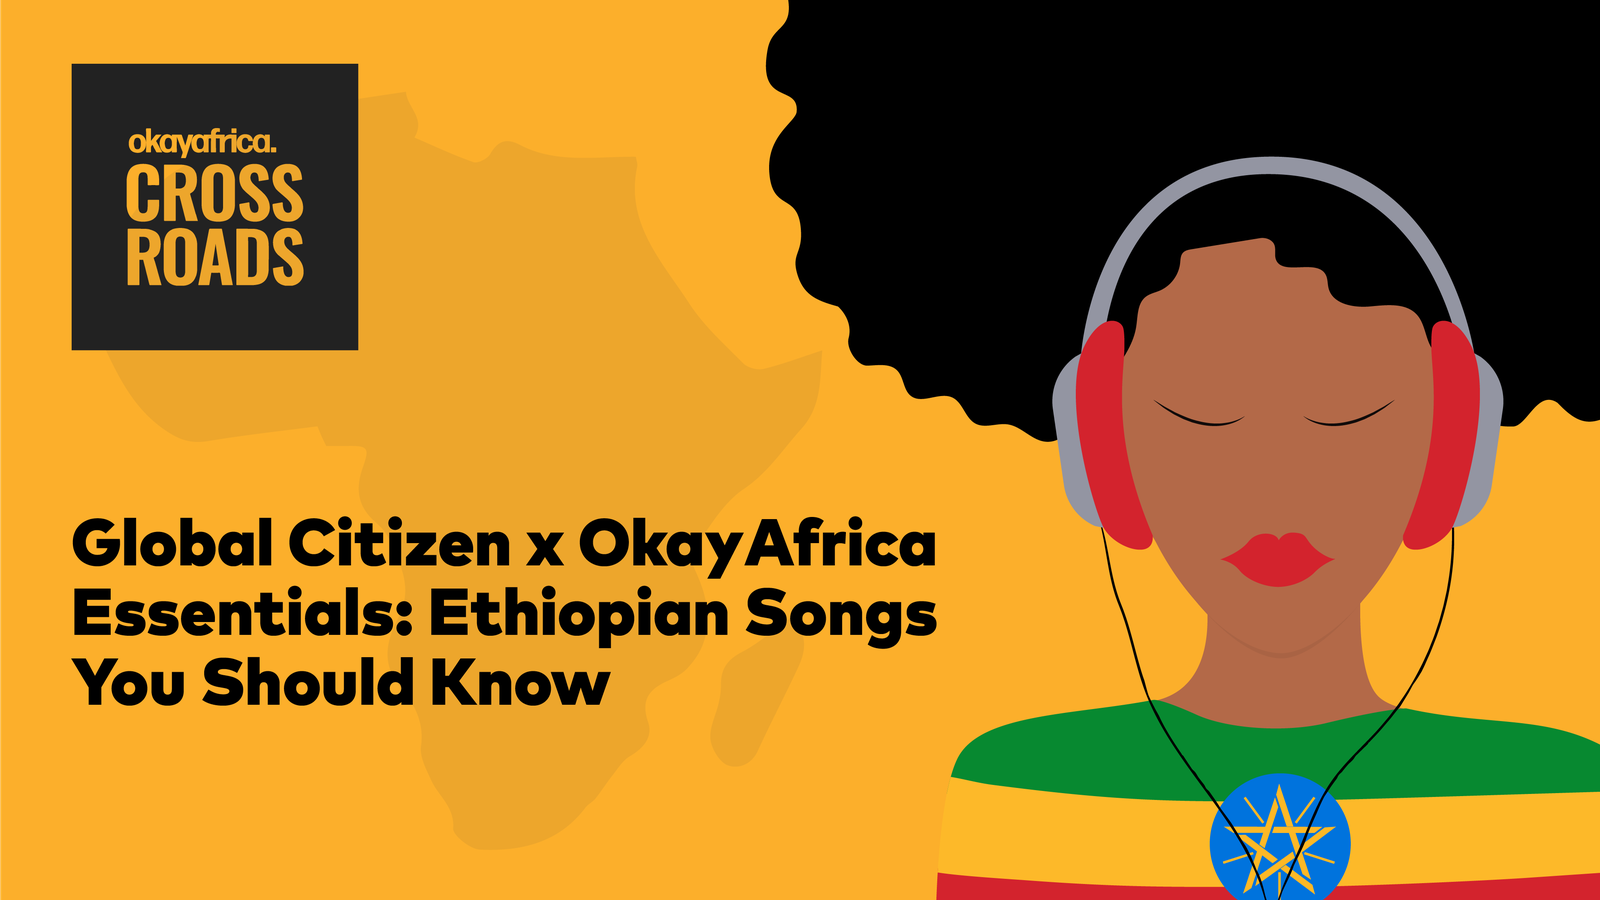 okayafrica.
CROSS
ROADS
Global Citizen x OkayAfrica
Essentials: Ethiopian Songs
You Should Know